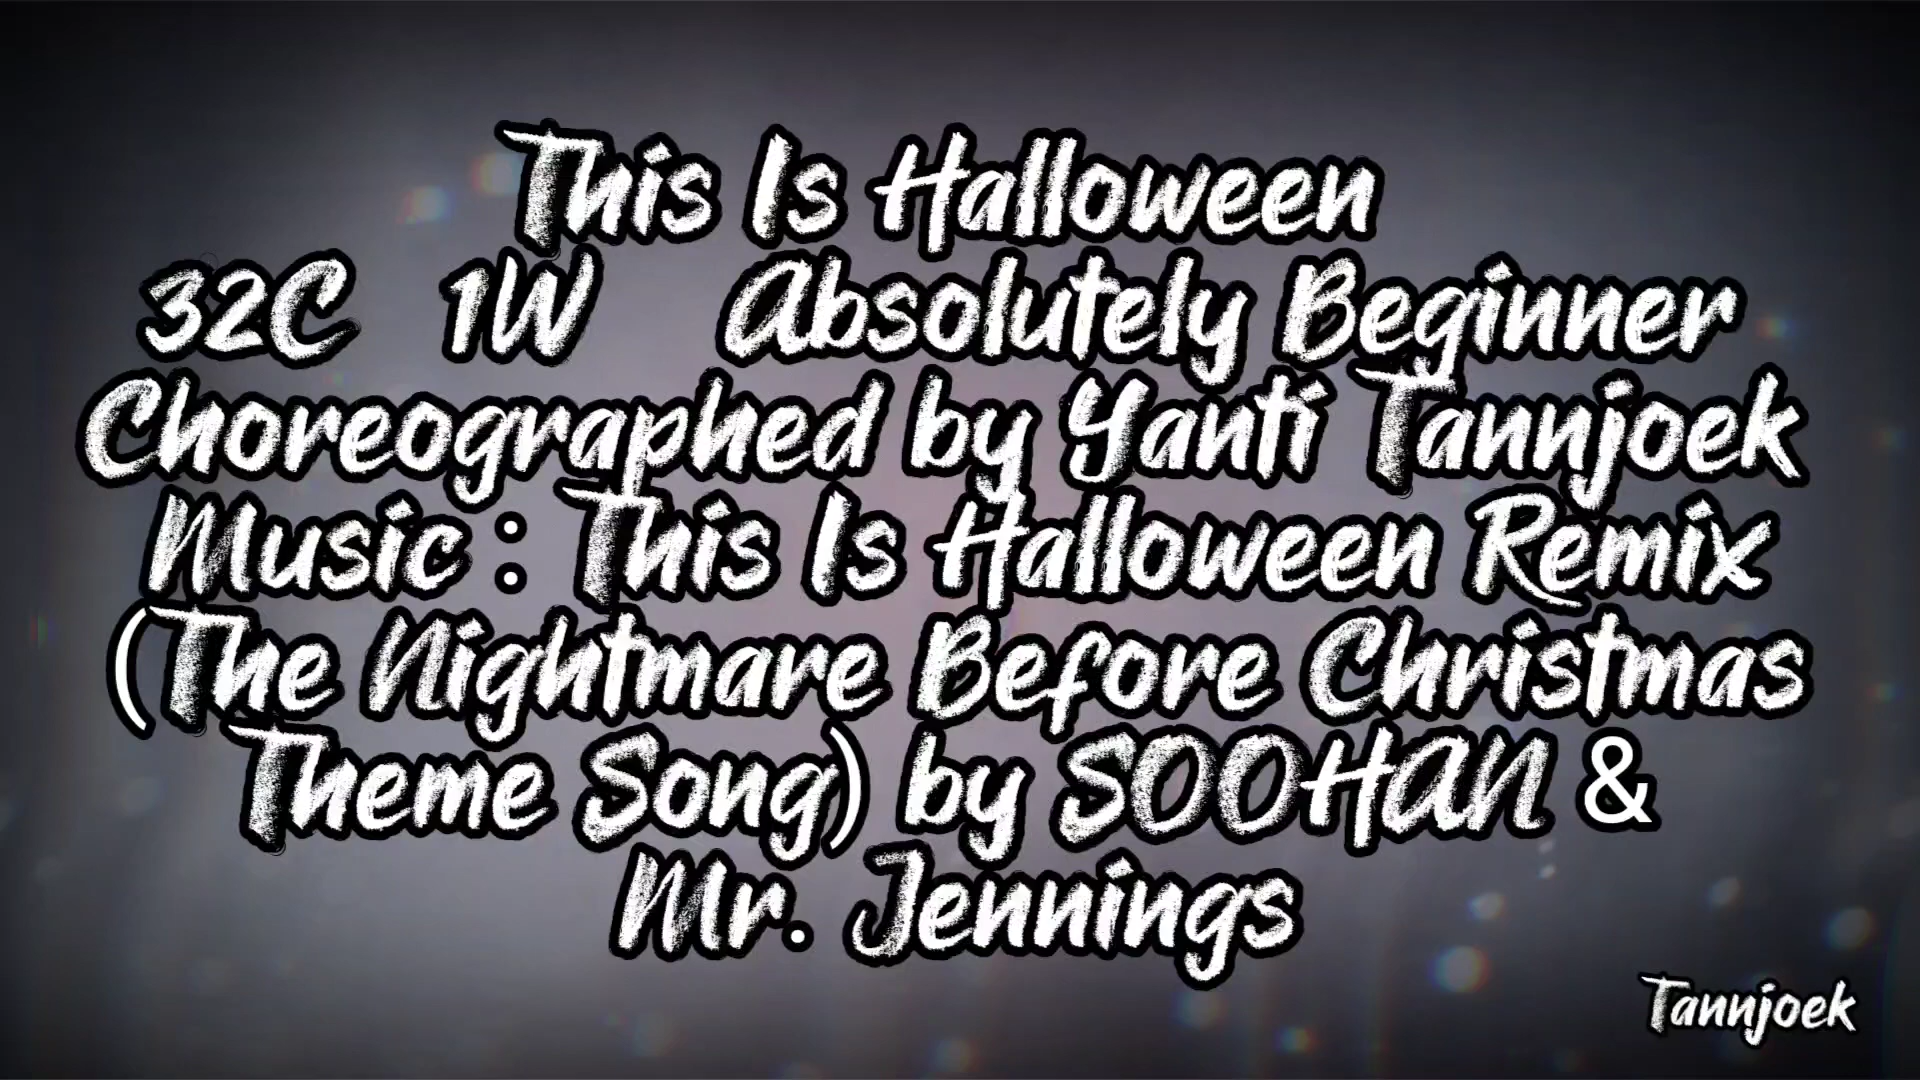 This Is Halloween
32C 1W Absolutely Beginner
Choreographed by Yanti Tannjoek
Music : This Is Halloween Remix
(The Nightmare Before Christmas
Theme Song) by SOOHAN &
Mr. Jennings
Tannjoek